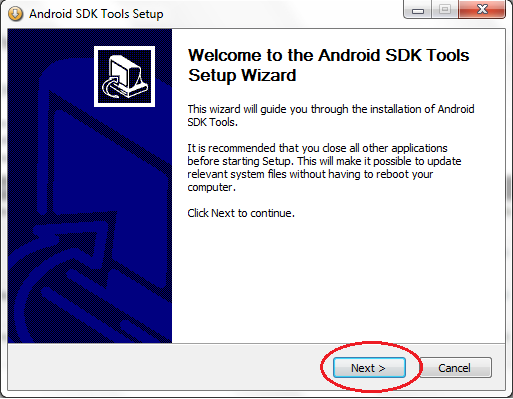 Android SDK Tools Setup
Welcome to the Android SDK Tools
Setup Wizard
This wizard will guide you through the installation of Android
SDK Tools.
It is recommended that you close all other applications
before starting Setup. This will make it possible to update
relevant system files without having to reboot your
computer.
Click Next to continue.
Next >
Cancel